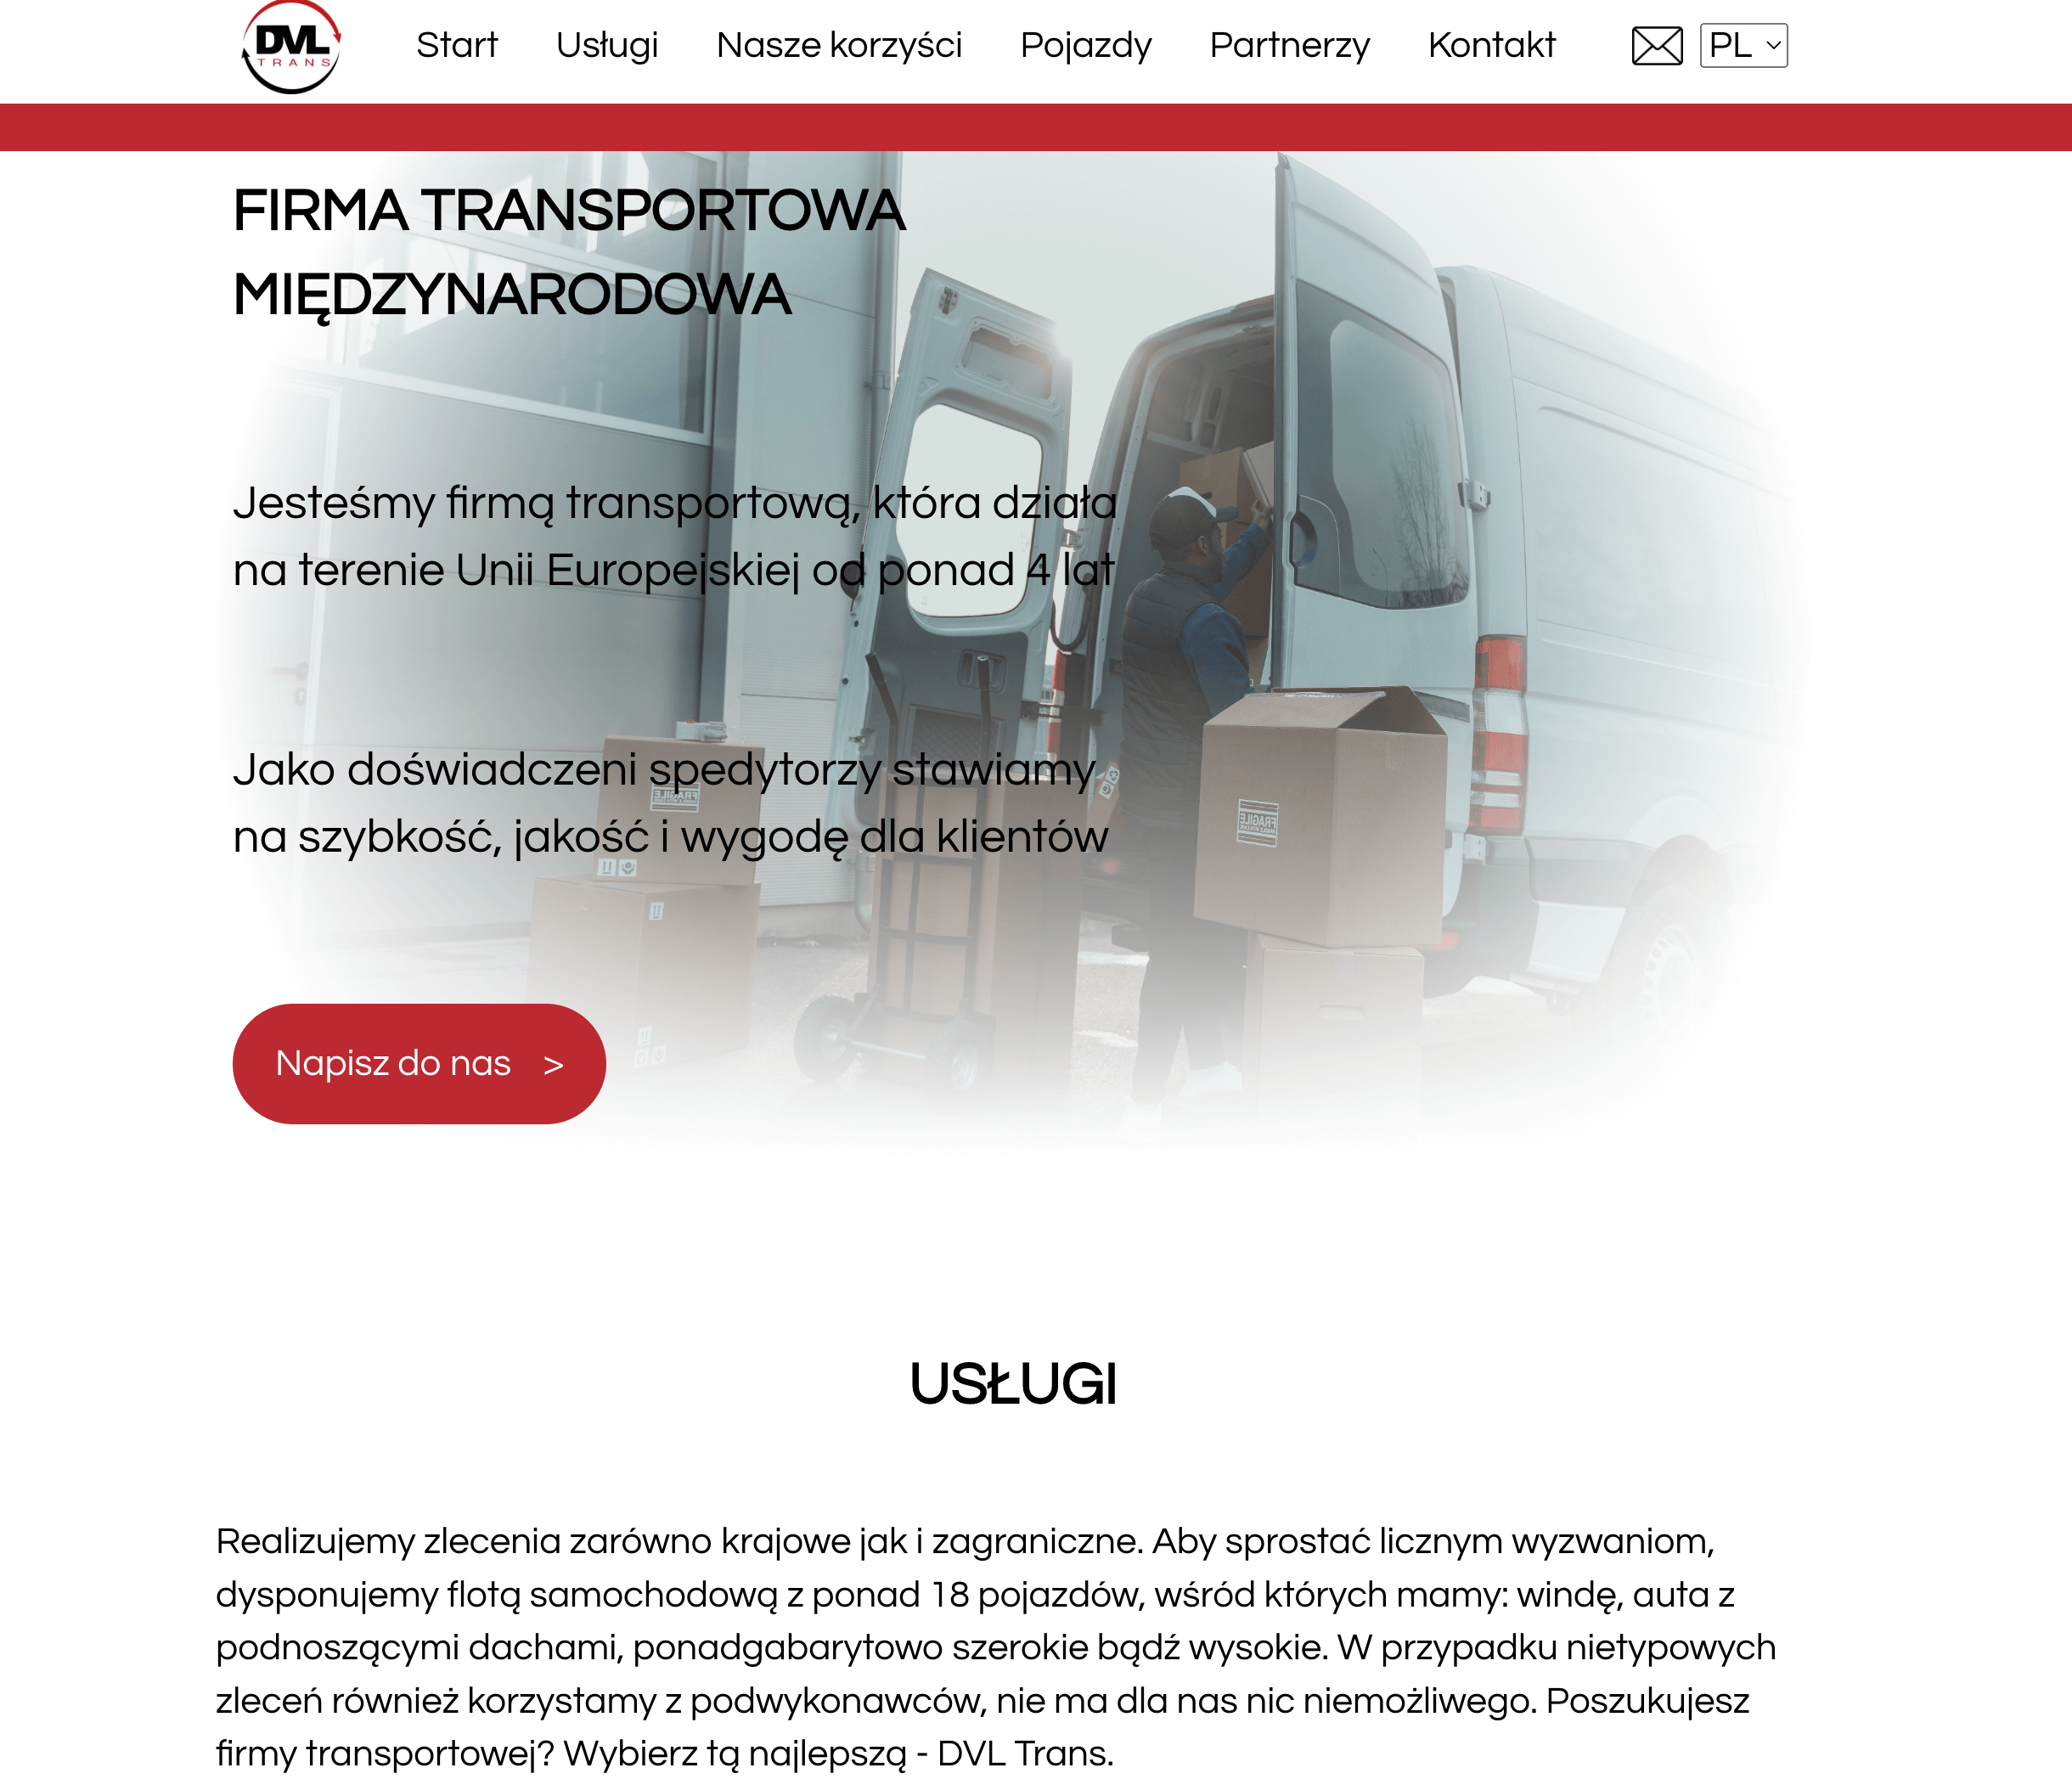 DVL
TRANS
Start Usługi Nasze korzyści Pojazdy Partnerzy Kontakt PL
FIRMA TRANSPORTOWA
MIĘDZYNARODOWA
Jesteśmy firmą transportową, która działa
na terenie Unii Europejskiej od ponad 4 lat
Jako doświadczeni spedytorzy stawiamy
na szybkość, jakość i wygodę dla klientów
FRAGILE
FRAGILE
Napisz do nas >
USŁUGI
Realizujemy zlecenia zarówno krajowe jak i zagraniczne. Aby sprostać licznym wyzwaniom,
dysponujemy flotą samochodową z ponad 18 pojazdów, wśród których mamy: windę, auta z
podnoszącymi dachami, ponadgabarytowo szerokie bądź wysokie. W przypadku nietypowych
zleceń również korzystamy z podwykonawców, nie ma dla nas nic niemożliwego. Poszukujesz
firmy transportowej? Wybierz tą najlepszą - DVL Trans.